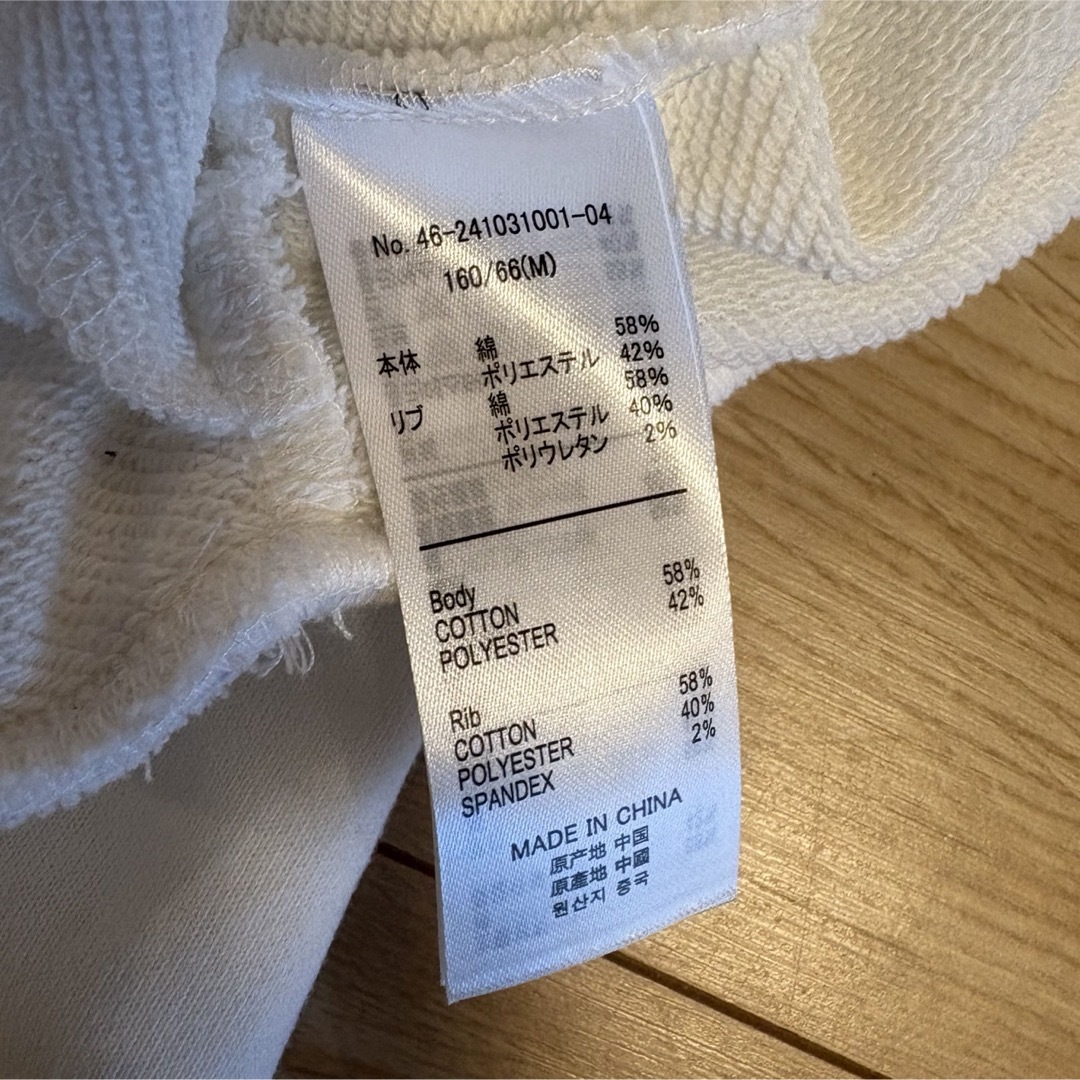 No. 46-241031001-04
160/66(M)
本体 綿 58%
ポリエステル 42%
リブ 綿 58%
ポリエステル 40%
ポリウレタン 2%
Body
COTTON 58%
POLYESTER 42%
Rib
COTTON 58%
POLYESTER 40%
SPANDEX 2%
MADE IN CHINA
原产地 中国
原產地 中國
원산지 중국